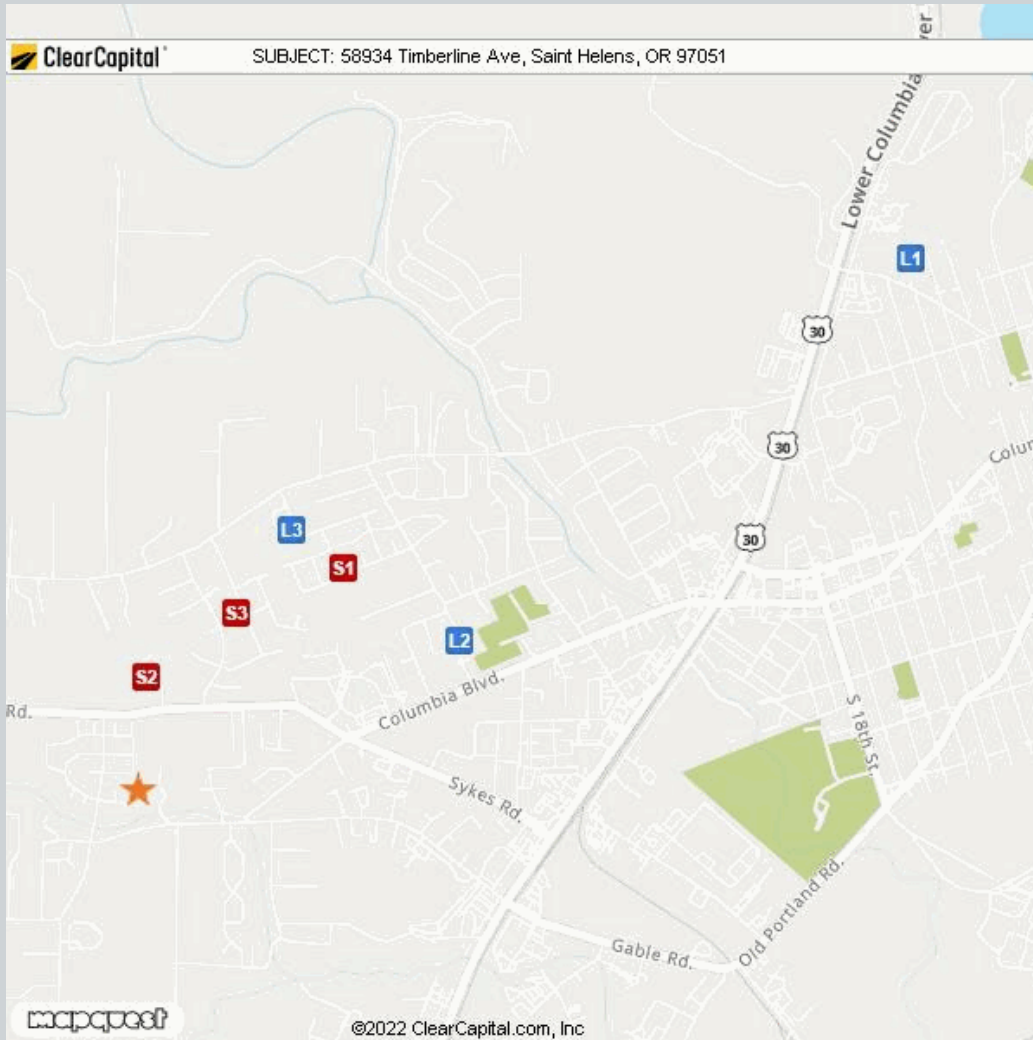 ClearCapital
SUBJECT: 58934 Timberline Ave, Saint Helens, OR 97051
Lower Columbia
L1
30
30
30
L3
S1
S3
L2
S2
Rd.
Columbia Blvd.
S 18th St.
Sykes Rd.
Old Portland Rd.
Gable Rd.
mapquest
©2022 ClearCapital.com, Inc